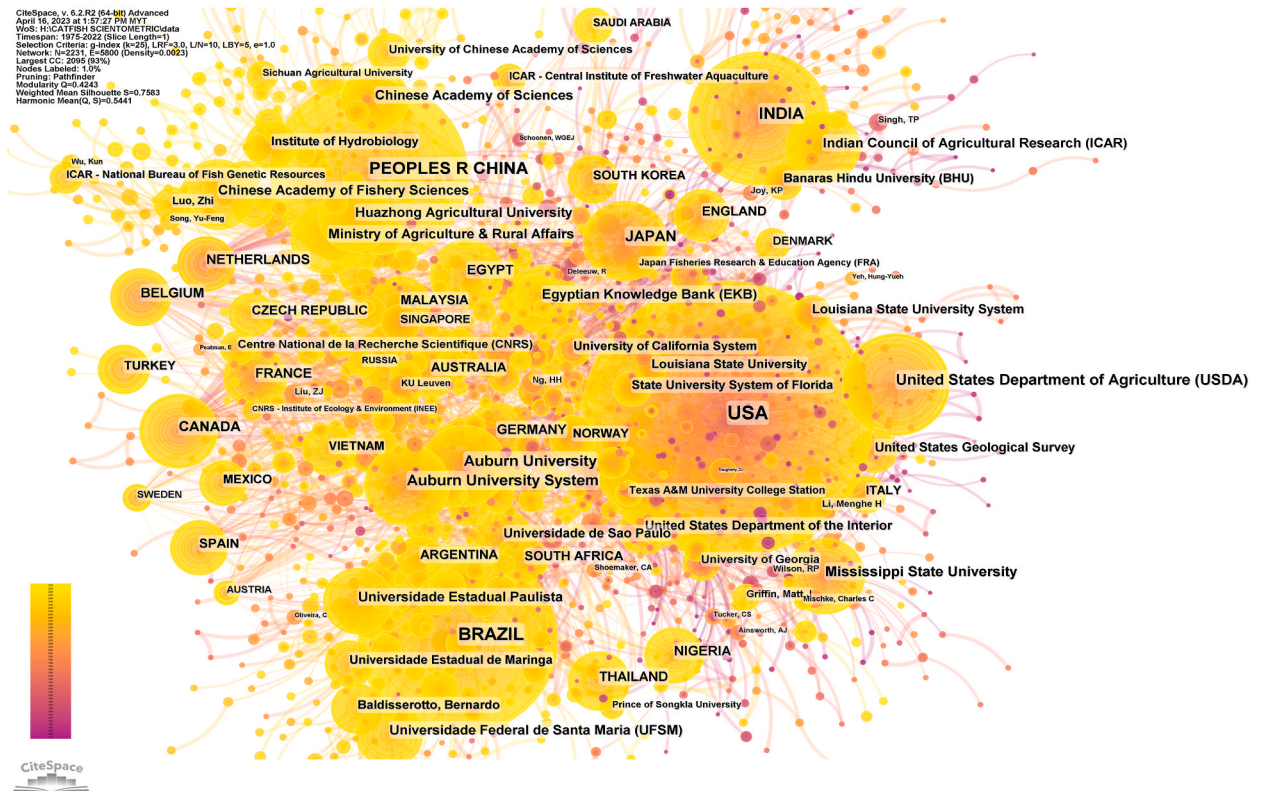 CiteSpace, v. 6.2.R2 (64-bit) Advanced
April 16, 2023 at 1:57:27 PM MYT
WoS: H:\CATFISH SCIENTOMETRIC\data
Timespan: 1975-2022 (Slice Length=1)
Selection Criteria: g-index (k=25), LRF=3.0, L/N=10, LBY=5, e=1.0
Network: N=2231, E=5800 (Density=0.0023)
Largest CC: 2095 (93%)
Nodes Labeled: 1.0%
Pruning: Pathfinder
Modularity Q=0.4243
Weighted Mean Silhouette S=0.7583
Harmonic Mean(Q, S)=0.5441
SAUDI ARABIA
University of Chinese Academy of Sciences
Sichuan Agricultural University
ICAR - Central Institute of Freshwater Aquaculture
Chinese Academy of Sciences
INDIA
Singh, TP
Schoonen, WGEJ
Institute of Hydrobiology
Indian Council of Agricultural Research (ICAR)
Wu, Kun
PEOPLES R CHINA
ICAR - National Bureau of Fish Genetic Resources
SOUTH KOREA
Banaras Hindu University (BHU)
Chinese Academy of Fishery Sciences
Joy, KP
Luo, Zhi
Huazhong Agricultural University
ENGLAND
Song, Yu-Feng
Ministry of Agriculture & Rural Affairs
JAPAN
DENMARK
NETHERLANDS
Japan Fisheries Research & Education Agency (FRA)
EGYPT
Deleeuw, R
Yeh, Hung-Yueh
BELGIUM
Egyptian Knowledge Bank (EKB)
MALAYSIA
CZECH REPUBLIC
Louisiana State University System
SINGAPORE
Peatman, E
Centre National de la Recherche Scientifique (CNRS)
University of California System
RUSSIA
TURKEY
Louisiana State University
AUSTRALIA
FRANCE
United States Department of Agriculture (USDA)
Ng, HH
KU Leuven
State University System of Florida
Liu, ZJ
CNRS - Institute of Ecology & Environment (INEE)
USA
CANADA
GERMANY
NORWAY
VIETNAM
United States Geological Survey
Auburn University
Daugherty, DJ
MEXICO
Auburn University System
Texas A&M University College Station
ITALY
SWEDEN
Li, Menghe H
United States Department of the Interior
Universidade de Sao Paulo
SPAIN
ARGENTINA
SOUTH AFRICA
University of Georgia
Shoemaker, CA
Wilson, RP
Mississippi State University
AUSTRIA
Universidade Estadual Paulista
Griffin, Matt J
Mischke, Charles C
Oliveira, C
Tucker, CS
BRAZIL
Ainsworth, AJ
NIGERIA
Universidade Estadual de Maringa
THAILAND
Baldisserotto, Bernardo
Prince of Songkla University
Universidade Federal de Santa Maria (UFSM)
CiteSpace